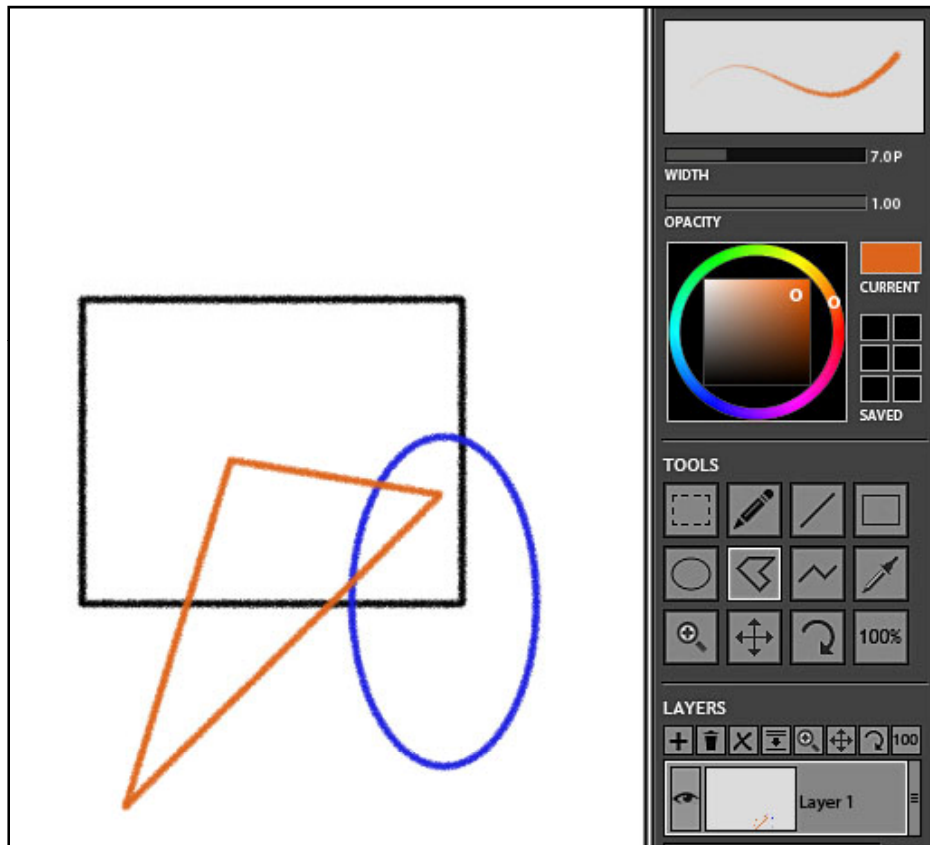 7.0P
WIDTH
1.00
OPACITY
CURRENT
SAVED
TOOLS
100%
LAYERS
100
Layer 1